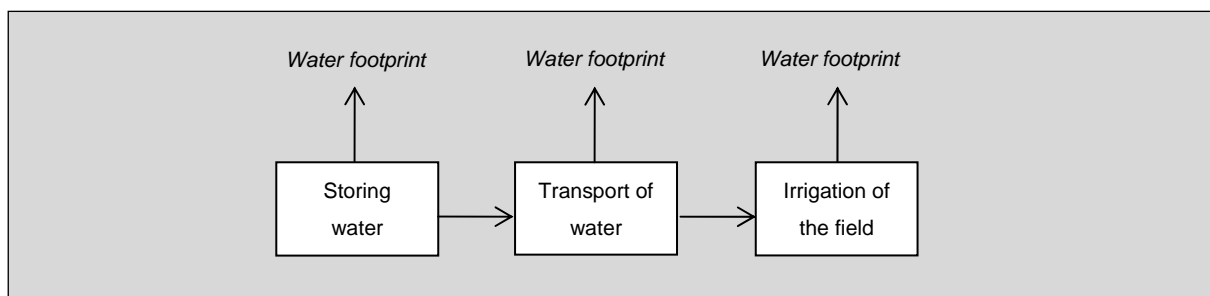 Water footprint
Water footprint
Water footprint
Storing
water
Transport of
water
Irrigation of
the field